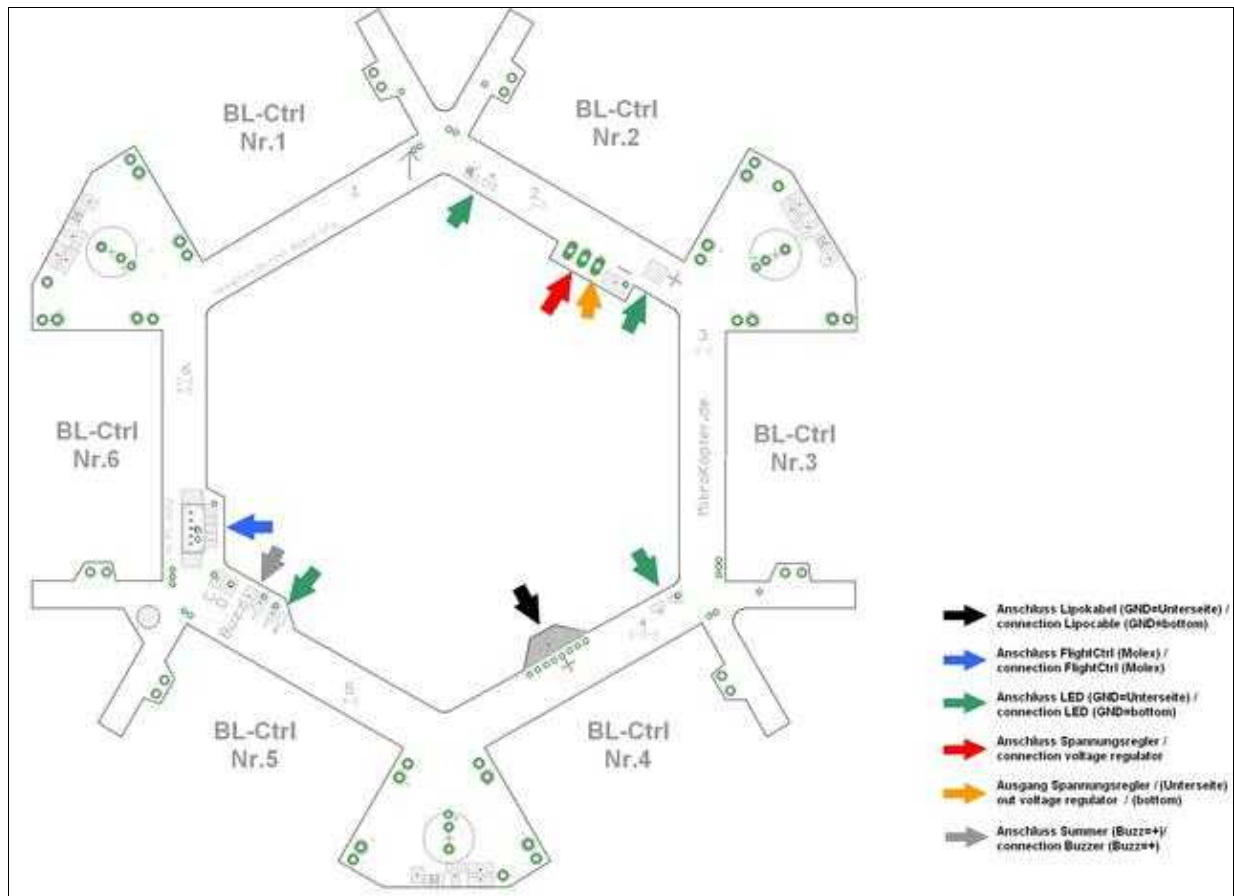 BL-Ctrl
Nr.1
BL-Ctrl
Nr.2
BL-Ctrl
Nr.6
BL-Ctrl
Nr.3
MikroKopter.de
Buzz
BL-Ctrl
Nr.5
BL-Ctrl
Nr.4
Anschluss Lipokabel (GND=Unterseite) /
connection Lipocable (GND=bottom)
Anschluss FlightCtrl (Molex) /
connection FlightCtrl (Molex)
Anschluss LED (GND=Unterseite) /
connection LED (GND=bottom)
Anschluss Spannungsregler /
connection voltage regulator
Ausgang Spannungsregler / (Unterseite)
out voltage regulator / (bottom)
Anschluss Summer (Buzz=+)/
connection Buzzer (Buzz=+)